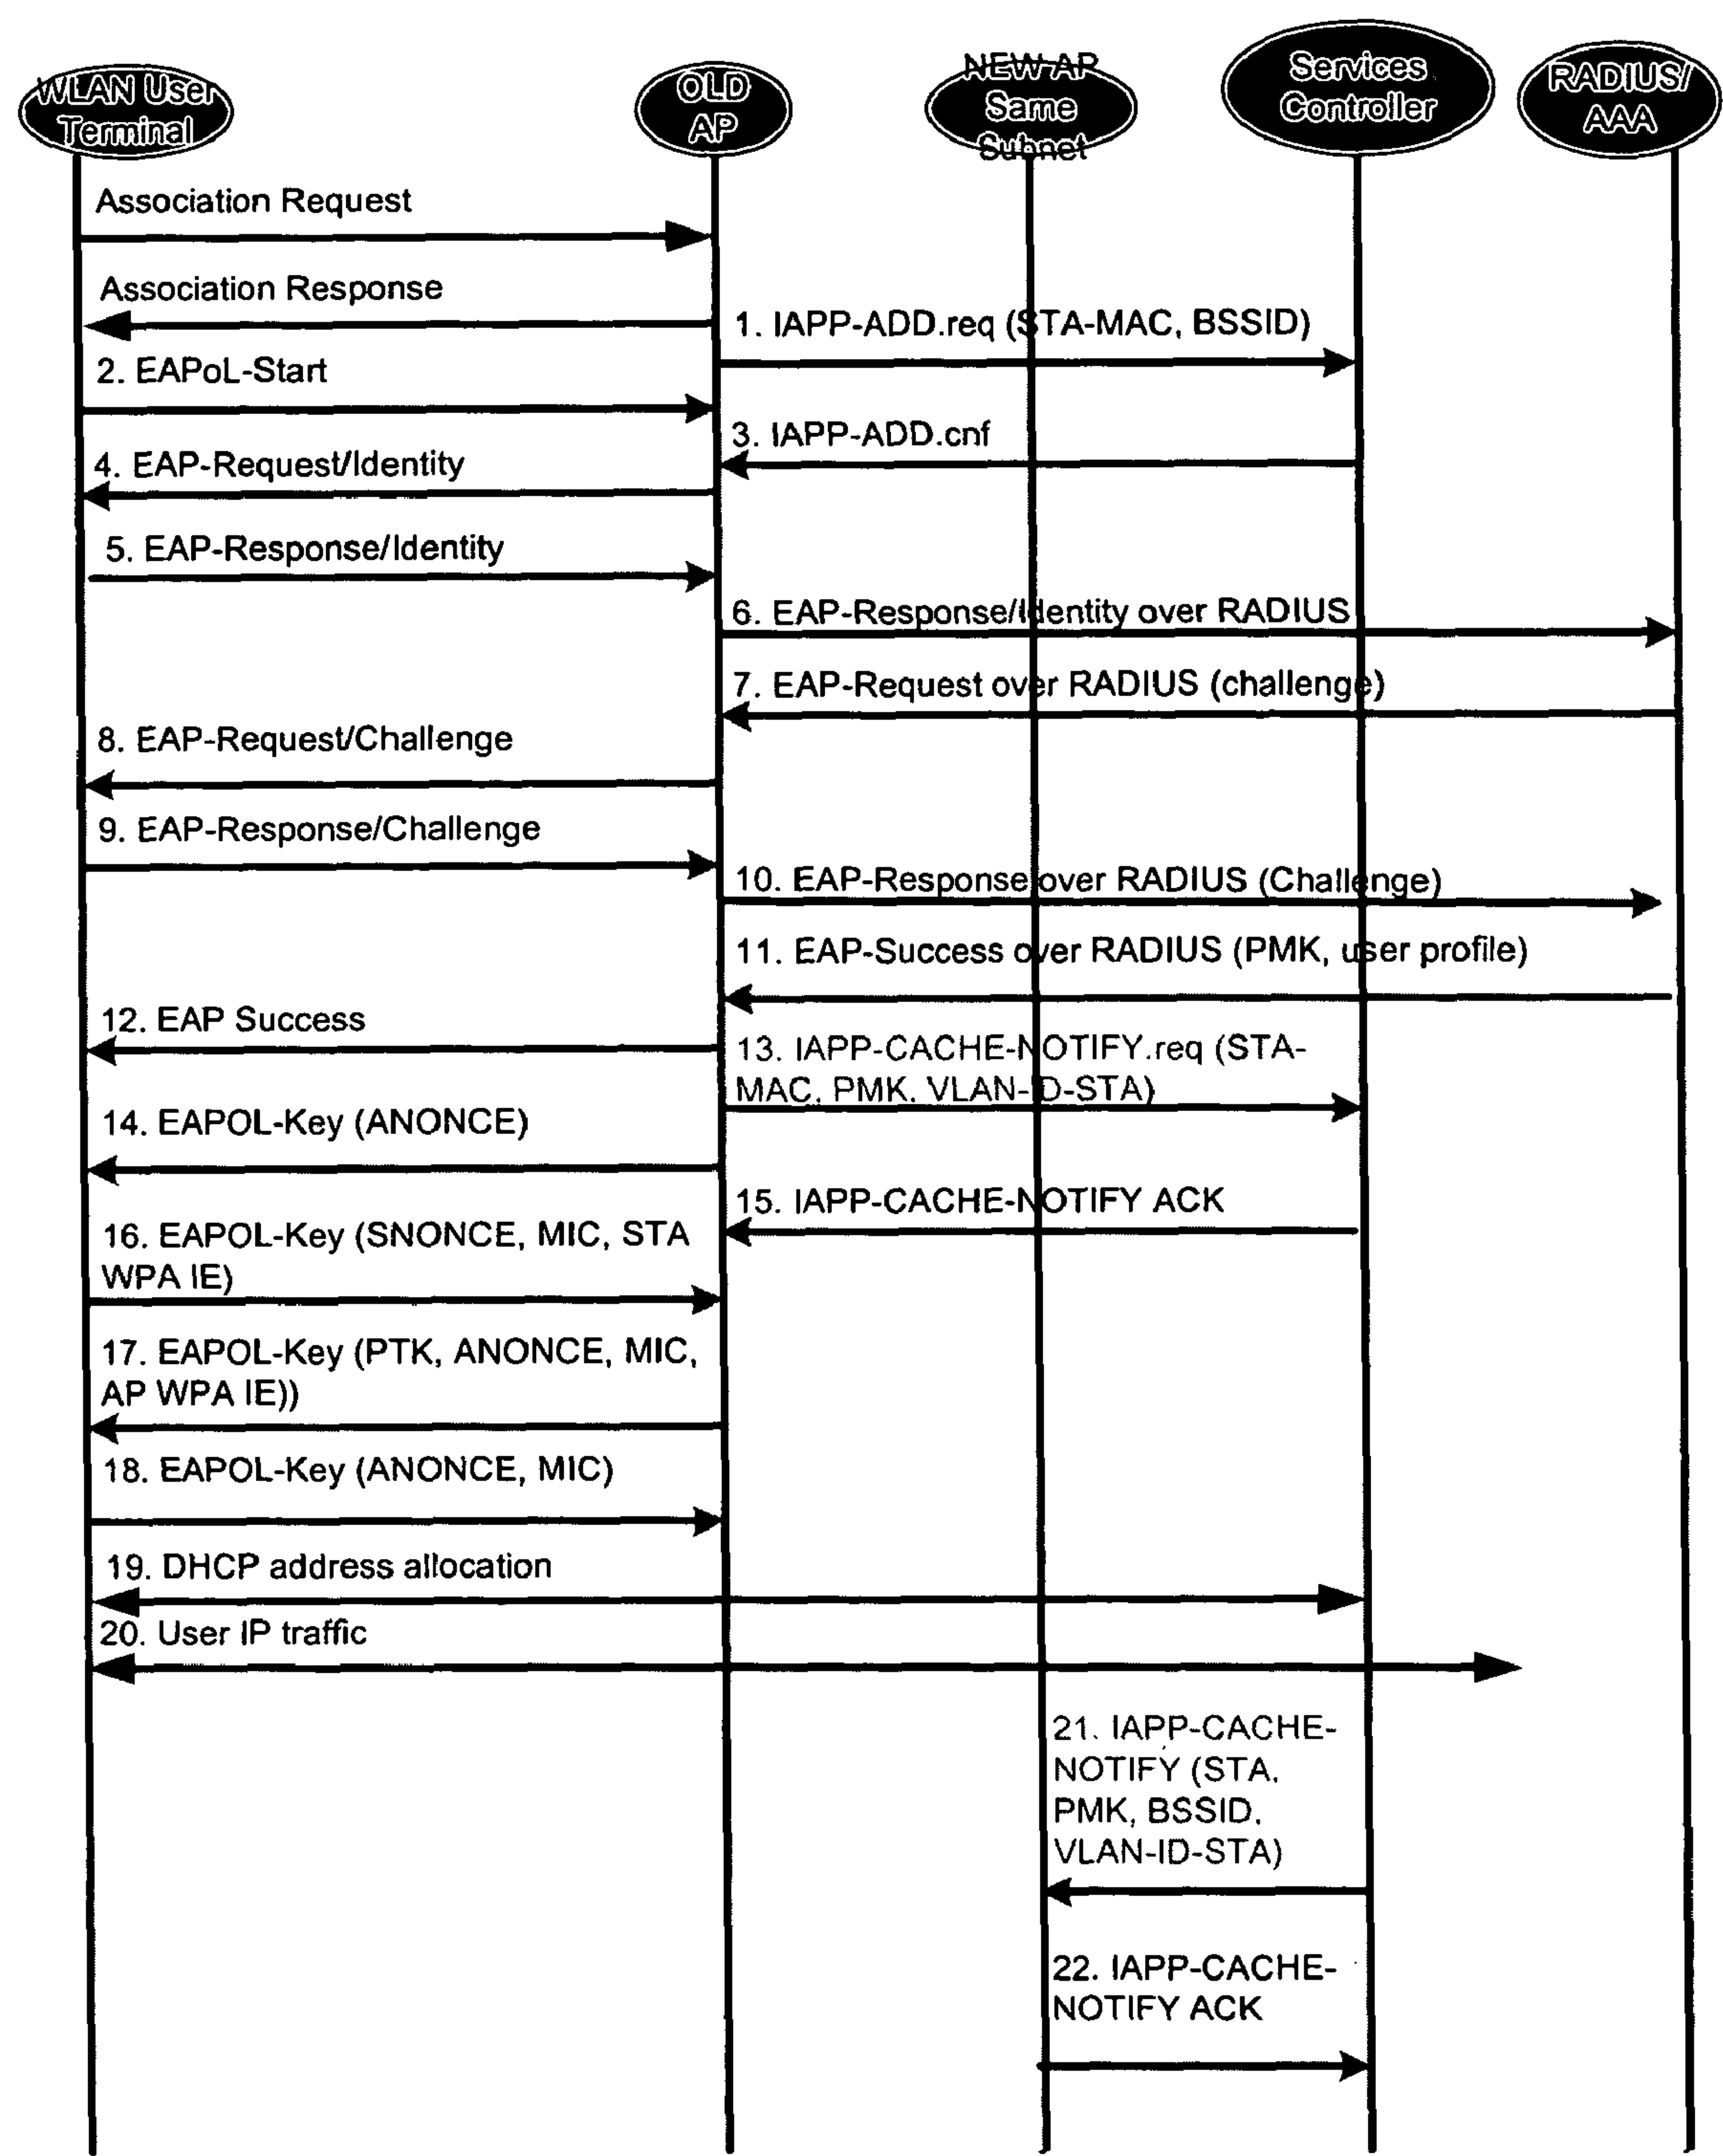 WLAN User
Terminal
OLD
AP
NEW AP
Same
Subnet
Services
Controller
RADIUS/
AAA
Association Request
Association Response
1. IAPP-ADD.req (STA-MAC, BSSID)
2. EAPoL-Start
3. IAPP-ADD.cnf
4. EAP-Request/Identity
5. EAP-Response/Identity
6. EAP-Response/Identity over RADIUS
7. EAP-Request over RADIUS (challenge)
8. EAP-Request/Challenge
9. EAP-Response/Challenge
10. EAP-Response over RADIUS (Challenge)
11. EAP-Success over RADIUS (PMK, user profile)
12. EAP Success
13. IAPP-CACHE-NOTIFY.req (STA-
MAC, PMK, VLAN-ID-STA)
14. EAPOL-Key (ANONCE)
15. IAPP-CACHE-NOTIFY ACK
16. EAPOL-Key (SNONCE, MIC, STA
WPA IE)
17. EAPOL-Key (PTK, ANONCE, MIC,
AP WPA IE))
18. EAPOL-Key (ANONCE, MIC)
19. DHCP address allocation
20. User IP traffic
21. IAPP-CACHE-
NOTIFY (STA,
PMK, BSSID,
VLAN-ID-STA)
22. IAPP-CACHE-
NOTIFY ACK